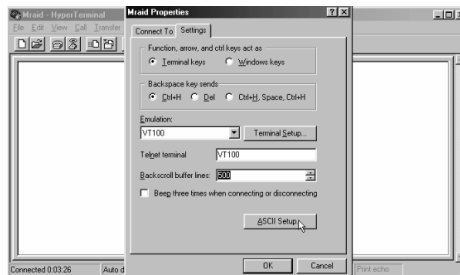 Mraid - HyperTerminal
File Edit View Call Transfer
Mraid Properties
Connect To Settings
Function, arrow, and ctrl keys act as
Terminal keys Windows keys
Backspace key sends
Ctrl+H Del Ctrl+H, Space, Ctrl+H
Emulation:
VT100 Terminal Setup...
Telnet terminal VT100
Backscroll buffer lines: 500
Beep three times when connecting or disconnecting
ASCII Setup...
OK Cancel
Connected 0:03:26 Auto d Print echo